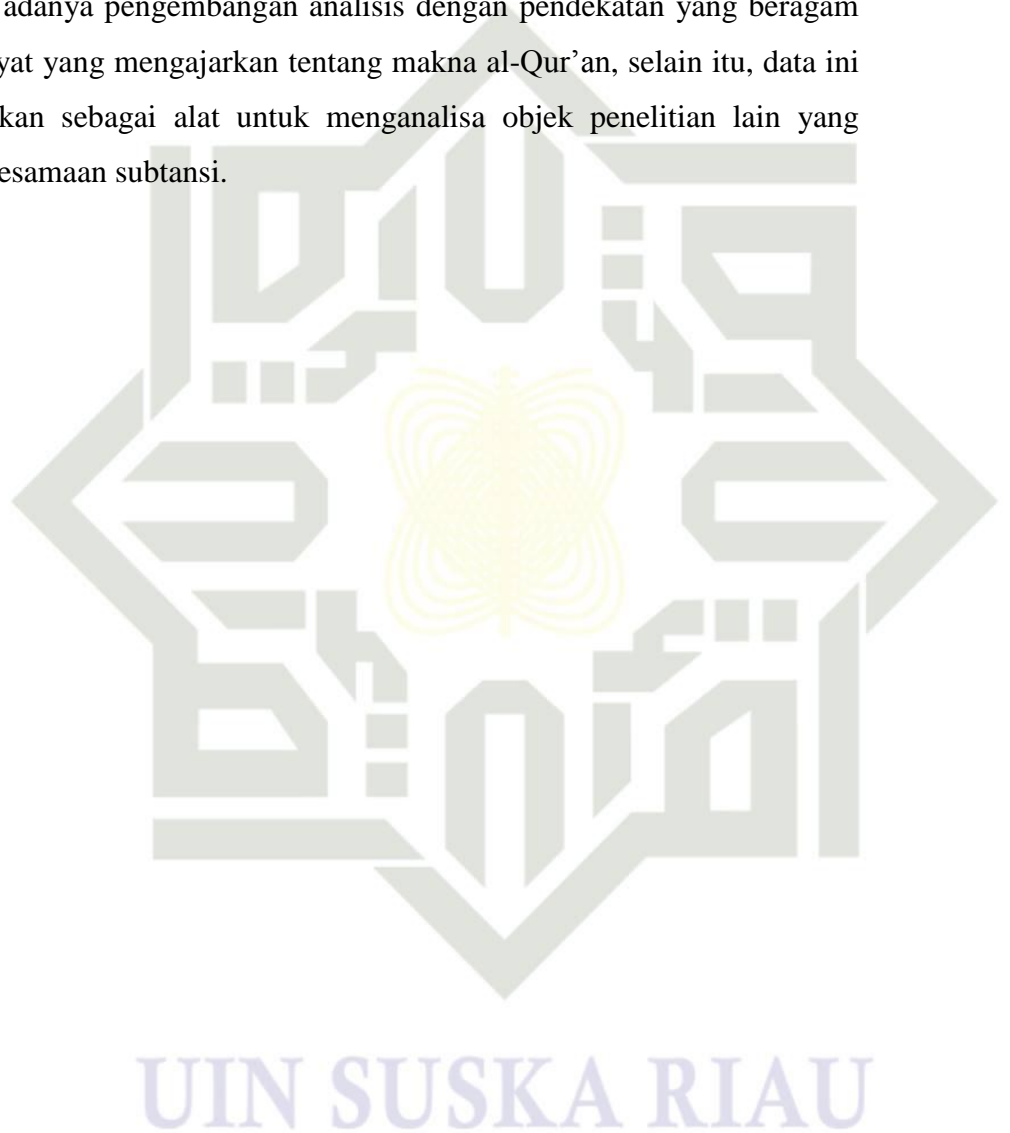 adanya pengembangan analisis dengan pendekatan yang beragam
yat yang mengajarkan tentang makna al-Qur’an, selain itu, data ini
kan sebagai alat untuk menganalisa objek penelitian lain yang
esamaan subtansi.
UIN SUSKA RIAU